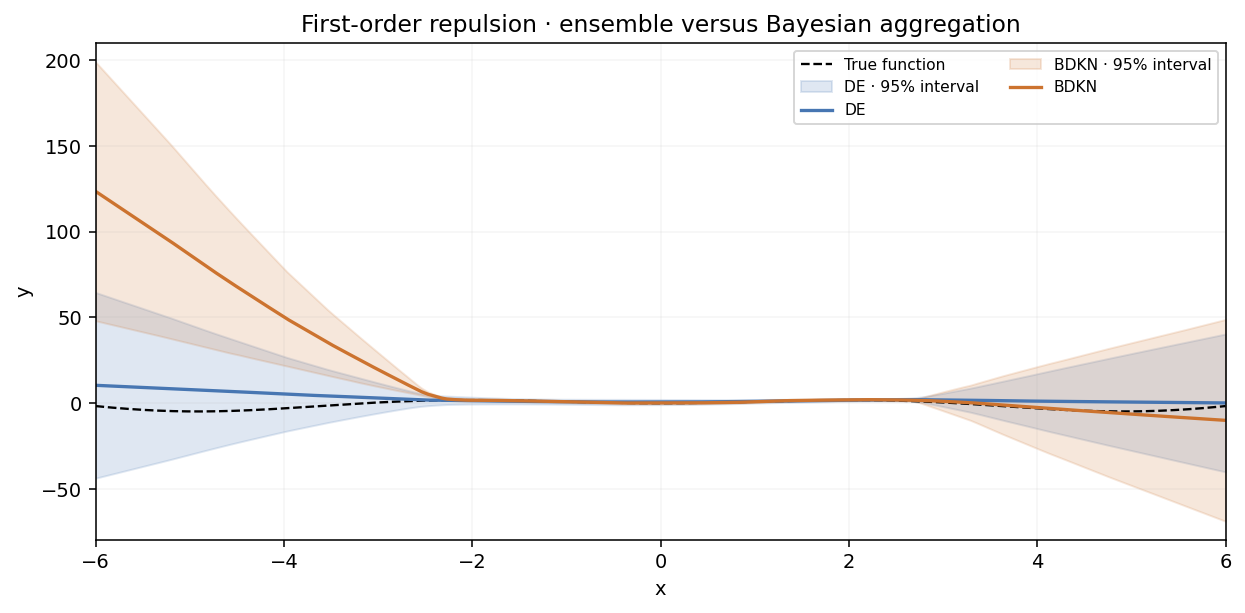 First-order repulsion · ensemble versus Bayesian aggregation
True function
DE · 95% interval
DE
BDKN · 95% interval
BDKN
200
150
100
50
0
−50
y
−6
−4
−2
0
2
4
6
x